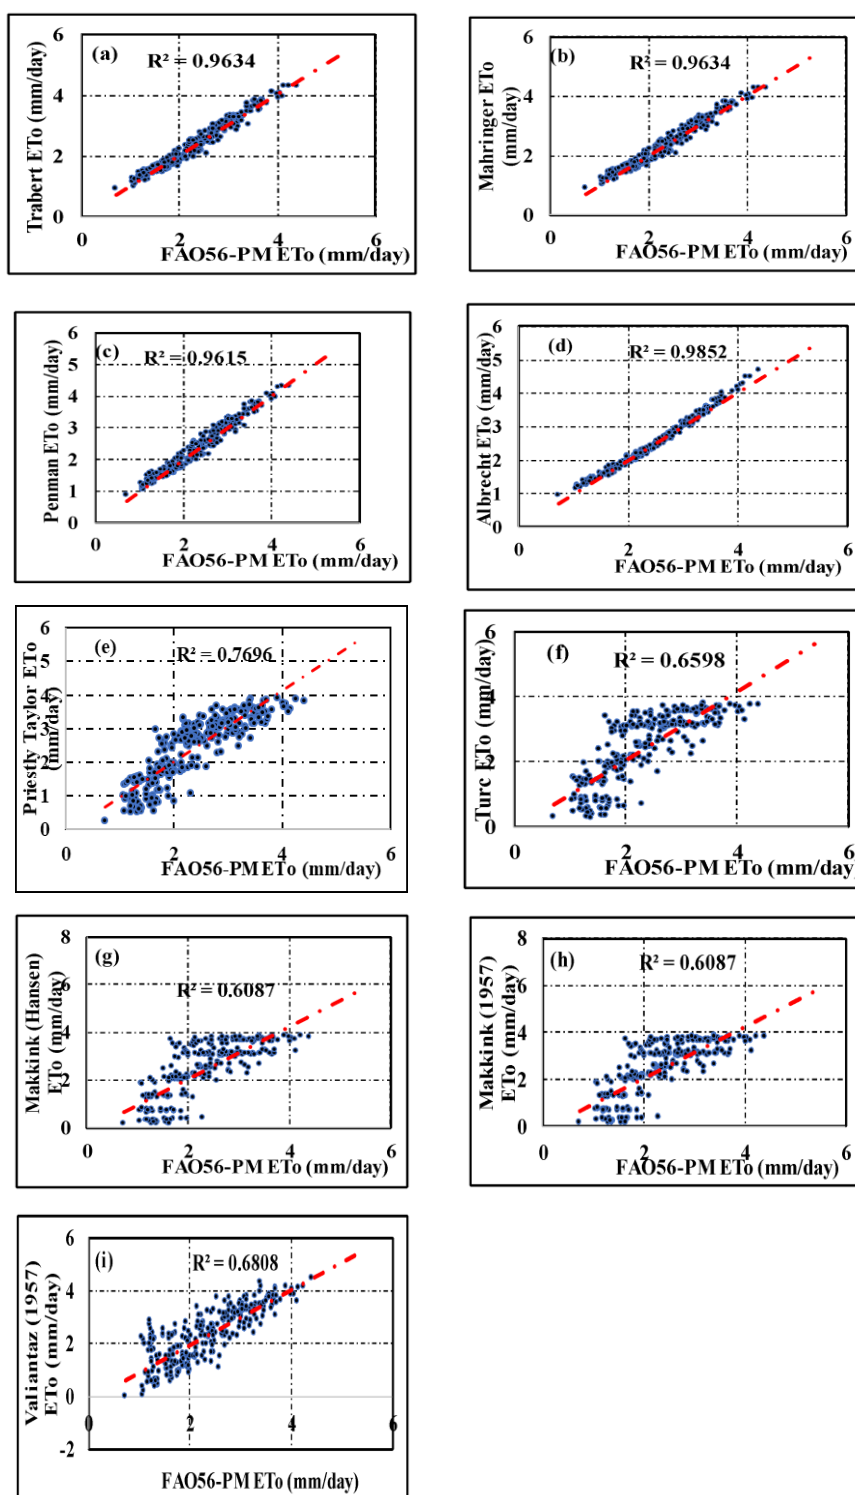 (a)
R² = 0.9634
Trabert ETo (mm/day)
6
4
2
0
0 2 4 6
FAO56-PM ETo (mm/day)
(b)
R² = 0.9634
Mahringer ETo
(mm/day)
6
4
2
0
0 2 4 6
FAO56-PM ETo (mm/day)
(c)
R² = 0.9615
Penman ETo (mm/day)
6
5
4
3
2
1
0
0 2 4 6
FAO56-PM ETo (mm/day)
(d)
R² = 0.9852
Albrecht ETo (mm/day)
6
5
4
3
2
1
0
0 2 4 6
FAO56-PM ETo (mm/day)
(e)
R² = 0.7696
Priestly Taylor ETo
(mm/day)
6
5
4
3
2
1
0
0 2 4 6
FAO56-PM ETo (mm/day)
(f)
R² = 0.6598
Turc ETo (mm/day)
6
4
2
0
0 2 4 6
FAO56-PM ETo (mm/day)
(g)
R² = 0.6087
Makkink (Hansen)
ETo (mm/day)
8
6
4
2
0
0 2 4 6
FAO56-PM ETo (mm/day)
(h)
R² = 0.6087
Makkink (1957)
ETo (mm/day)
8
6
4
2
0
0 2 4 6
FAO56-PM ETo (mm/day)
(i)
R² = 0.6808
Valiantaz (1957)
ETo (mm/day)
6
4
2
0
-2
0 2 4 6
FAO56-PM ETo (mm/day)